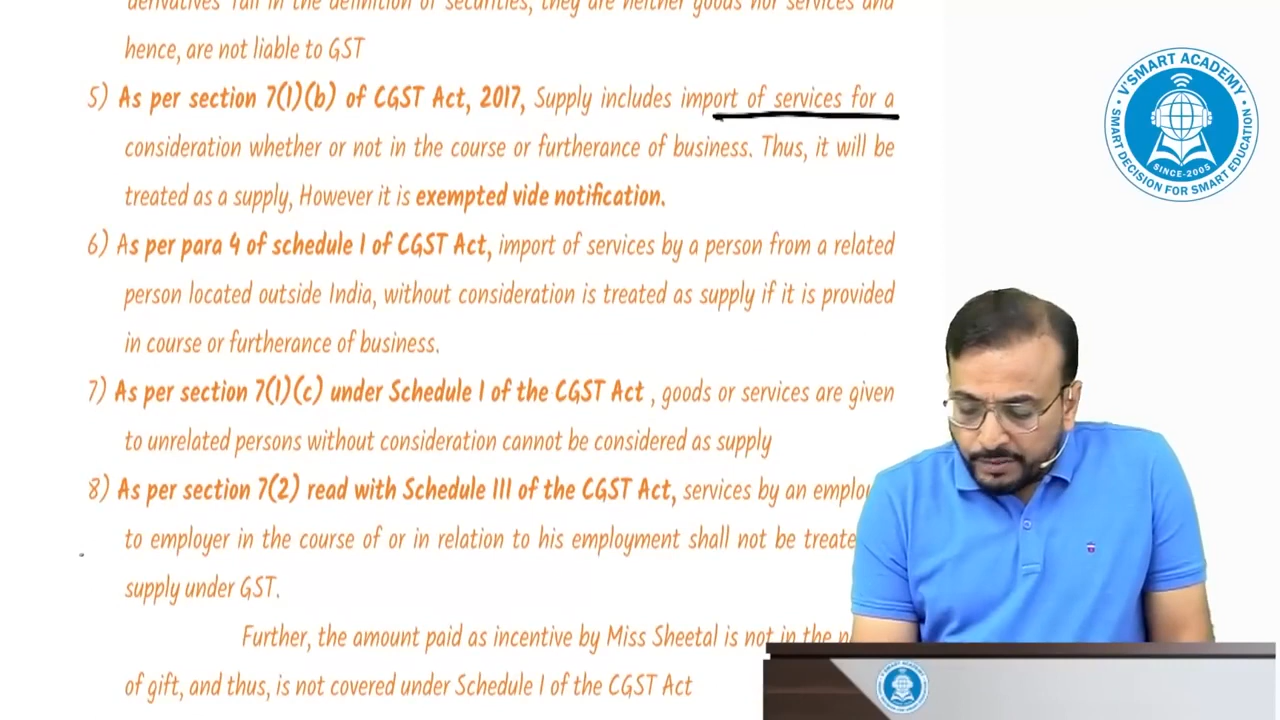 derivatives' fall in the definition of securities, they are neither goods nor services and
hence, are not liable to GST
5) As per section 7(1)(b) of CGST Act, 2017, Supply includes import of services for a
consideration whether or not in the course or furtherance of business. Thus, it will be
treated as a supply, However it is exempted vide notification.
6) As per para 4 of schedule I of CGST Act, import of services by a person from a related
person located outside India, without consideration is treated as supply if it is provided
in course or furtherance of business.
7) As per section 7(1)(c) under Schedule I of the CGST Act , goods or services are given
to unrelated persons without consideration cannot be considered as supply
8) As per section 7(2) read with Schedule III of the CGST Act, services by an
to employer in the course of or in relation to his employment shall not be
supply under GST.
Further, the amount paid as incentive by Miss Sheetal is not in the
of gift, and thus, is not covered under Schedule I of the CGST Act
V'SMART ACADEMY
SINCE-2005
SMART DECISION FOR SMART EDUCATION